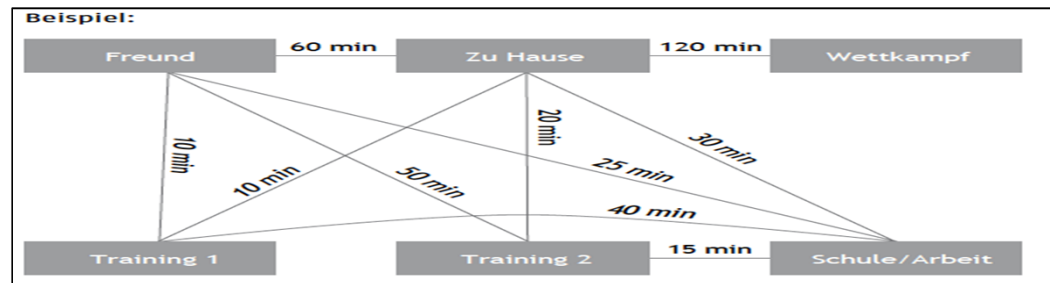 Beispiel:
Freund 60 min Zu Hause 120 min Wettkampf
10 min
20 min
30 min
10 min
50 min
25 min
40 min
Training 1 Training 2 15 min Schule/Arbeit